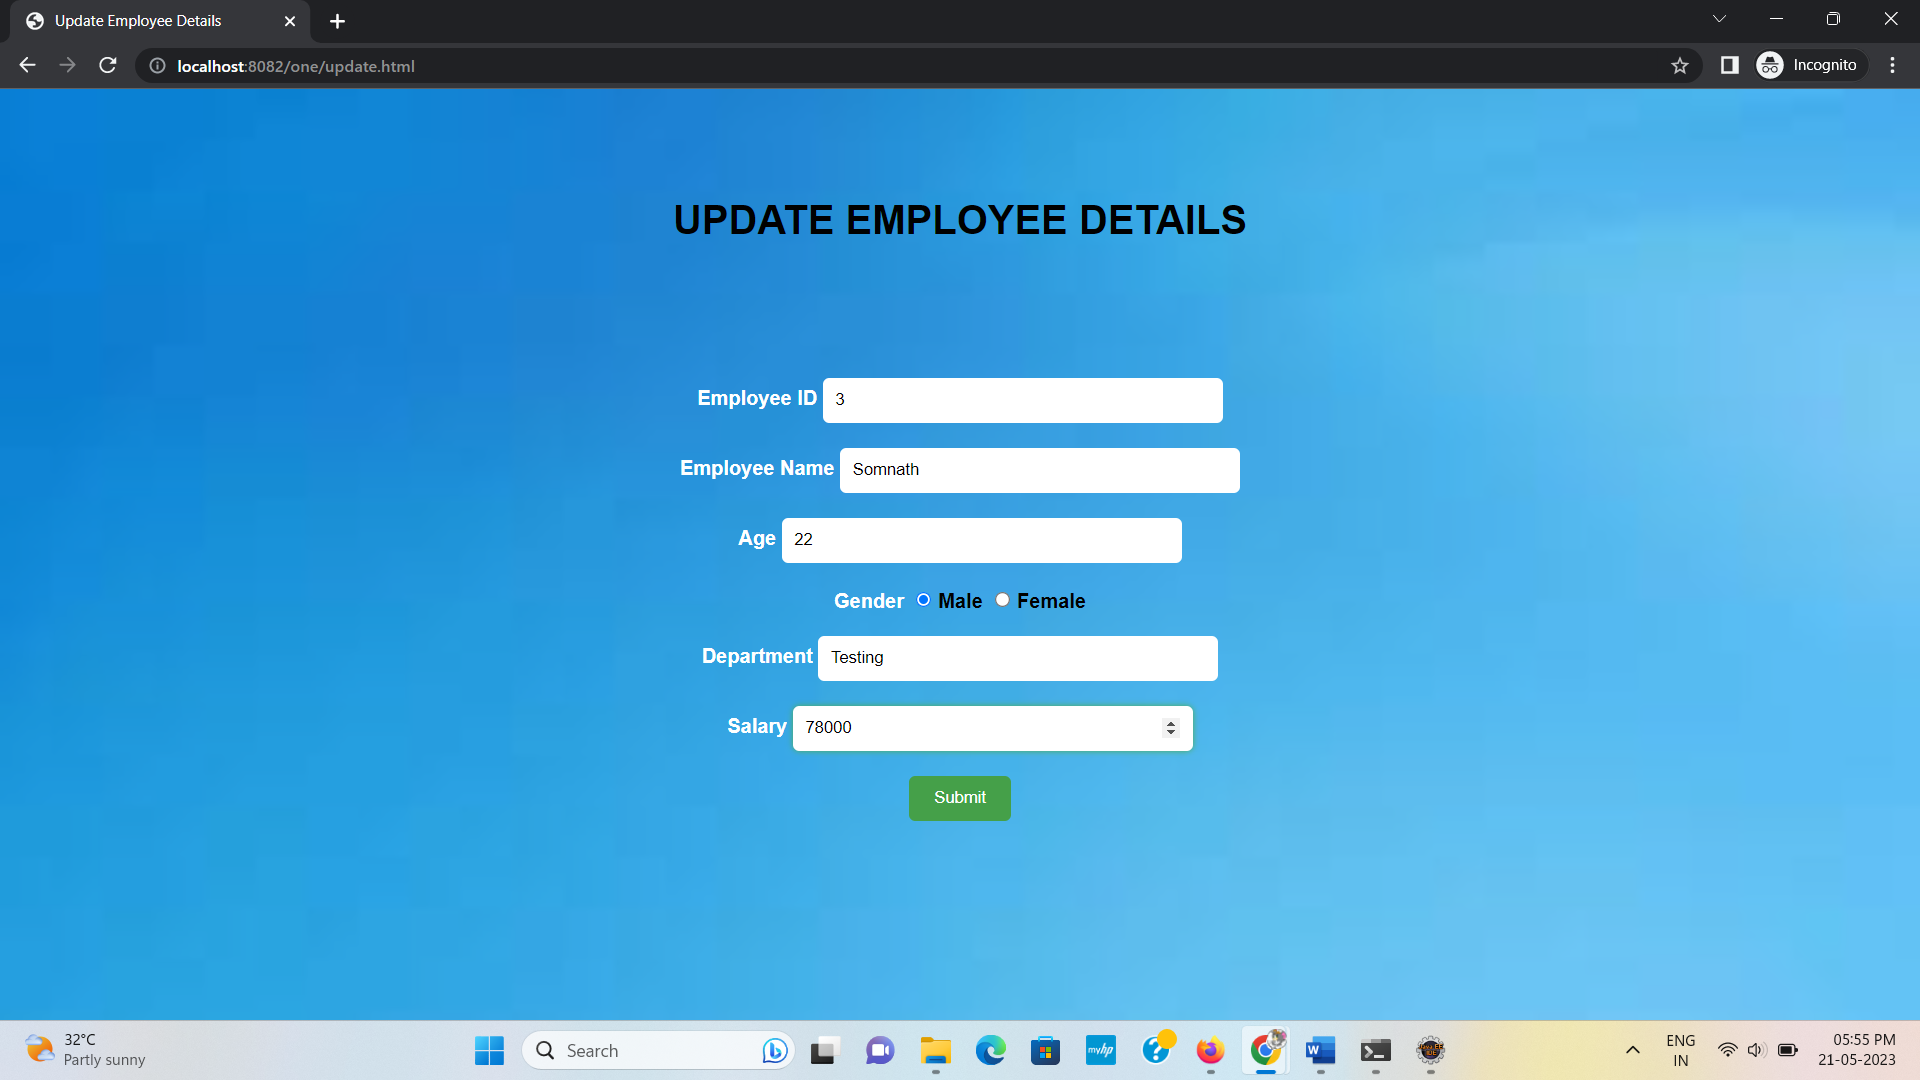 Update Employee Details
localhost:8082/one/update.html
Incognito
UPDATE EMPLOYEE DETAILS
Employee ID 3
Employee Name Somnath
Age 22
Gender Male Female
Department Testing
Salary 78000
Submit
32°C
Partly sunny
Search
myhp
ENG
IN
05:55 PM
21-05-2023